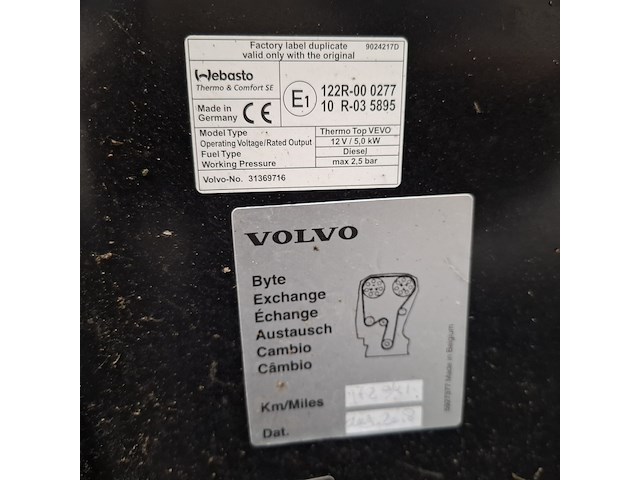 Factory label duplicate
valid only with the original
9024217D
Webasto
Thermo & Comfort SE
Made in
Germany
CE
E1
122R-00 0277
10 R-03 5895
Model Type Thermo Top VEVO
Operating Voltage/Rated Output 12 V / 5,0 kW
Fuel Type Diesel
Working Pressure max 2,5 bar
Volvo-No. 31369716
VOLVO
Byte
Exchange
Échange
Austausch
Cambio
Câmbio
Km/Miles
Dat.
Made in Belgium